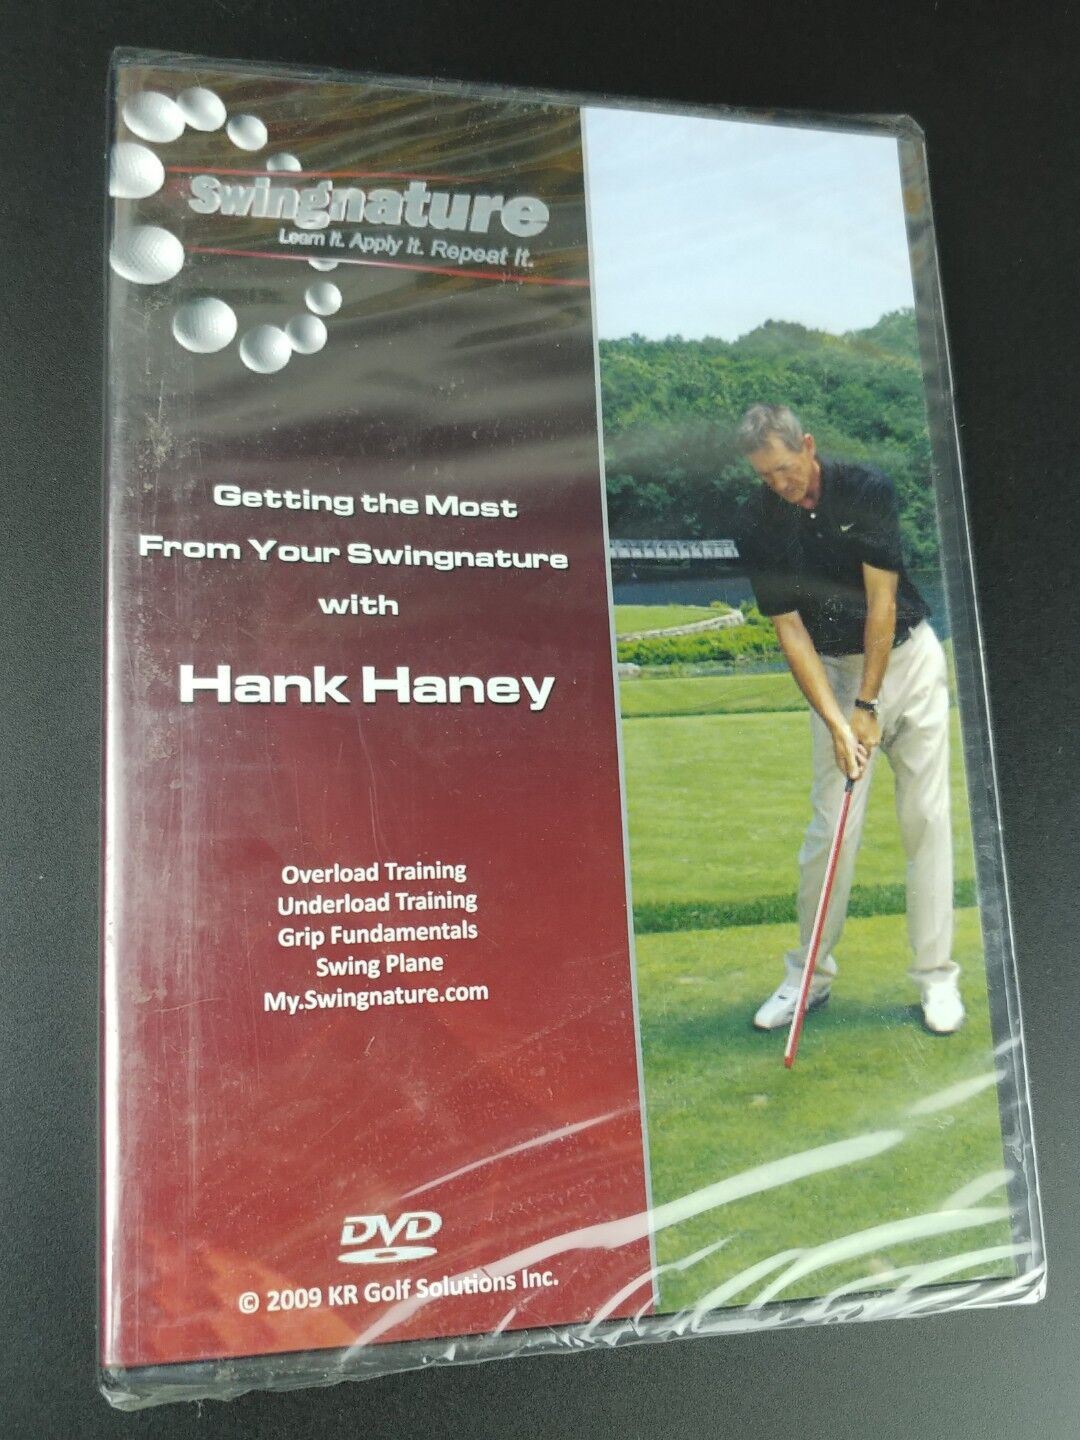 Swingnature
Learn It. Apply It. Repeat It.
Getting the Most
From Your Swingnature
with
Hank Haney
Overload Training
Underload Training
Grip Fundamentals
Swing Plane
My.Swingnature.com
DVD
© 2009 KR Golf Solutions Inc.